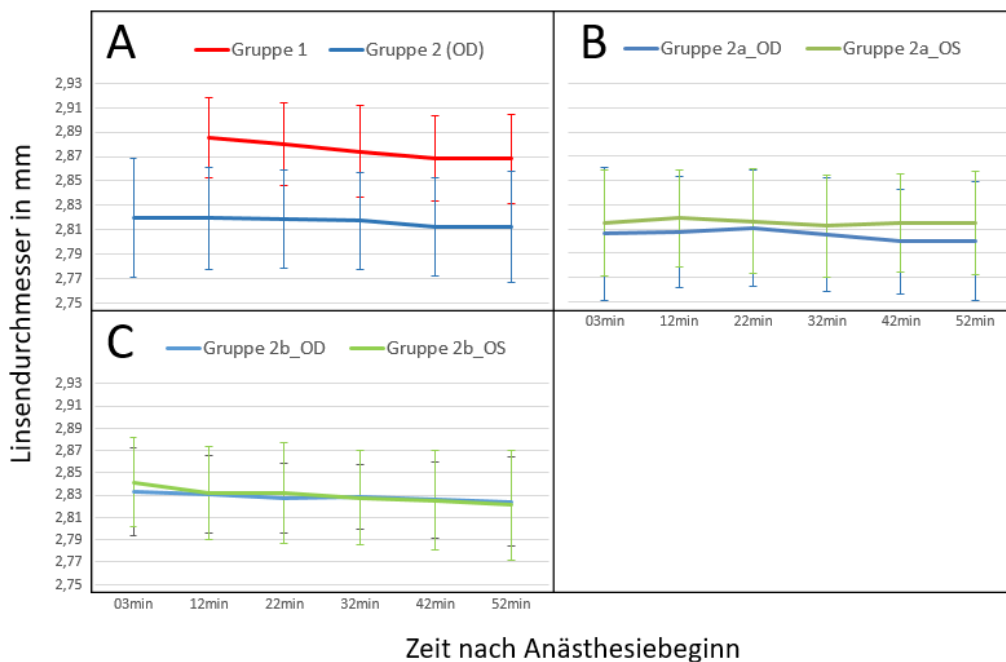 A
Gruppe 1
Gruppe 2 (OD)
2,93
2,91
2,89
2,87
2,85
2,83
2,81
2,79
2,77
2,75
B
Gruppe 2a_OD
Gruppe 2a_OS
03min 12min 22min 32min 42min 52min
C
Gruppe 2b_OD
Gruppe 2b_OS
2,93
2,91
2,89
2,87
2,85
2,83
2,81
2,79
2,77
2,75
03min 12min 22min 32min 42min 52min
Linsendurchmesser in mm
Zeit nach Anästhesiebeginn